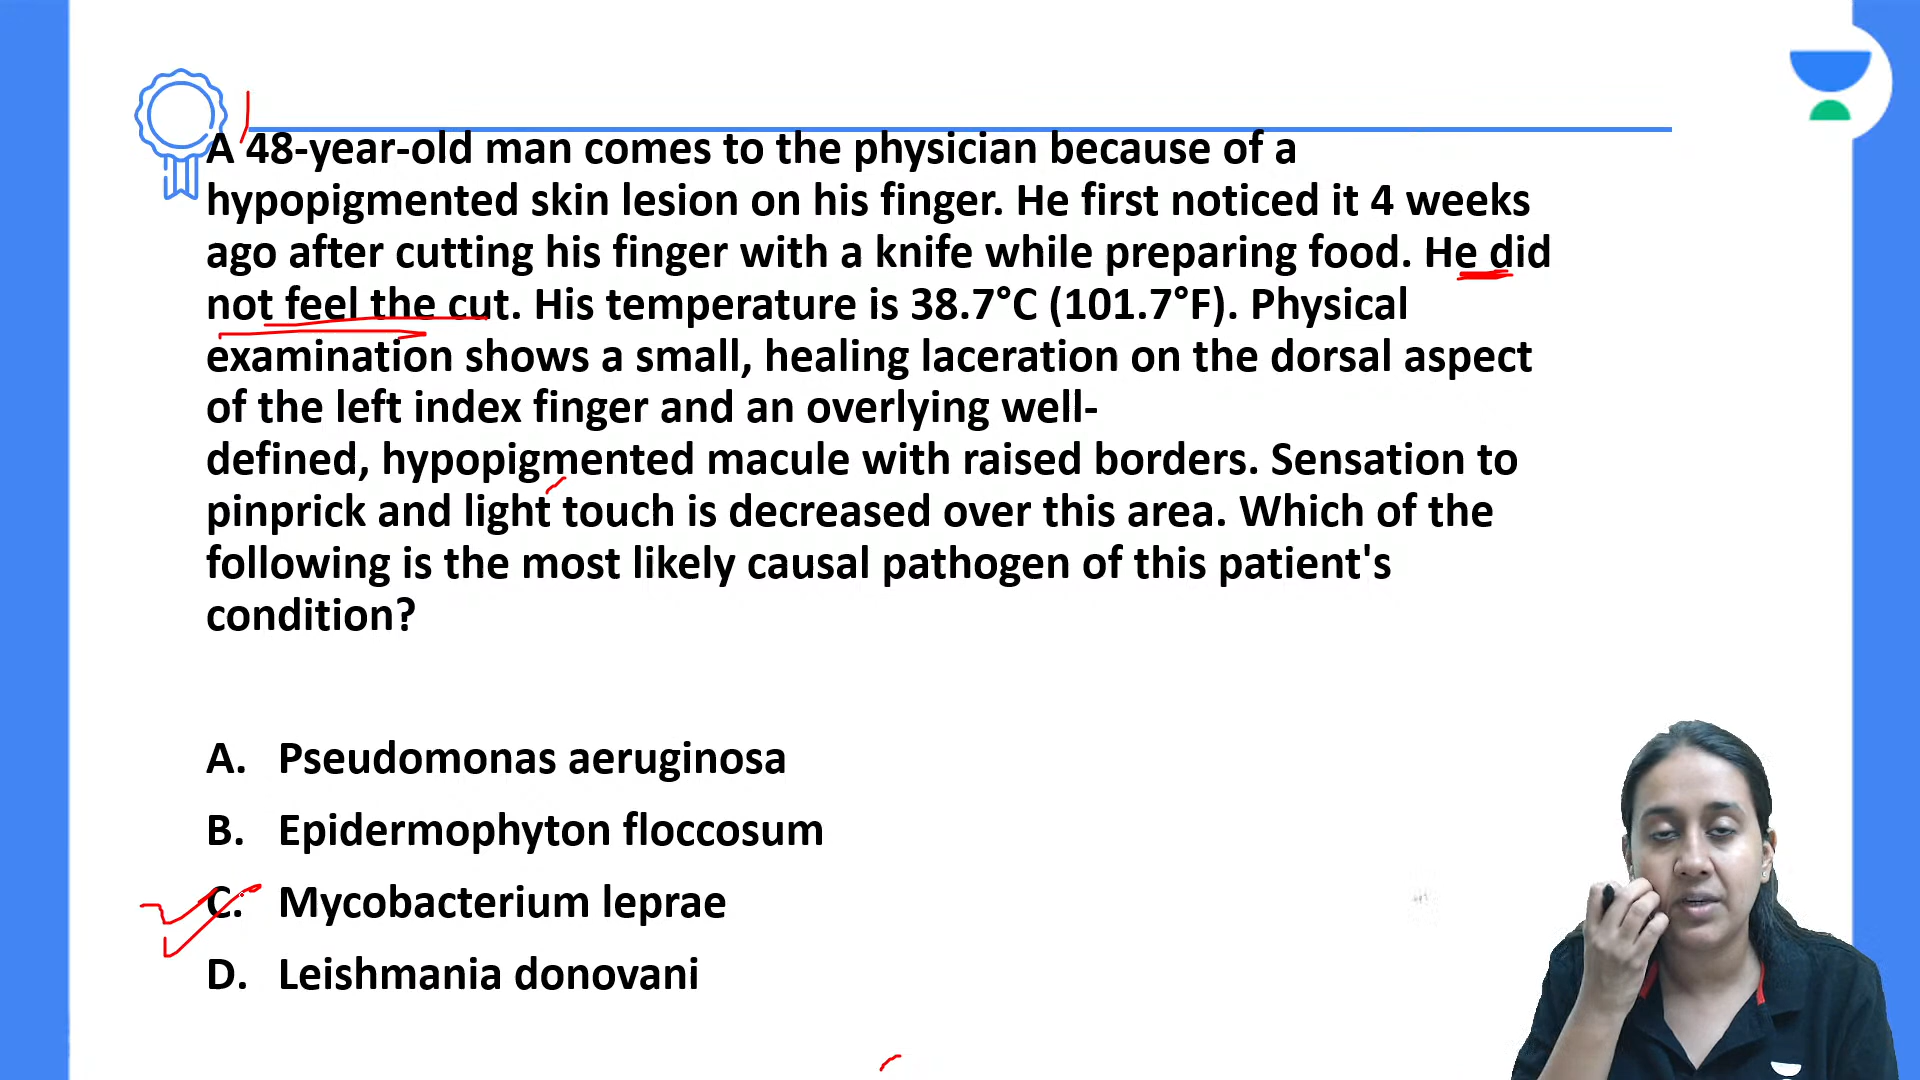 A 48-year-old man comes to the physician because of a
hypopigmented skin lesion on his finger. He first noticed it 4 weeks
ago after cutting his finger with a knife while preparing food. He did
not feel the cut. His temperature is 38.7°C (101.7°F). Physical
examination shows a small, healing laceration on the dorsal aspect
of the left index finger and an overlying well-
defined, hypopigmented macule with raised borders. Sensation to
pinprick and light touch is decreased over this area. Which of the
following is the most likely causal pathogen of this patient's
condition?
A. Pseudomonas aeruginosa
B. Epidermophyton floccosum
C. Mycobacterium leprae
D. Leishmania donovani